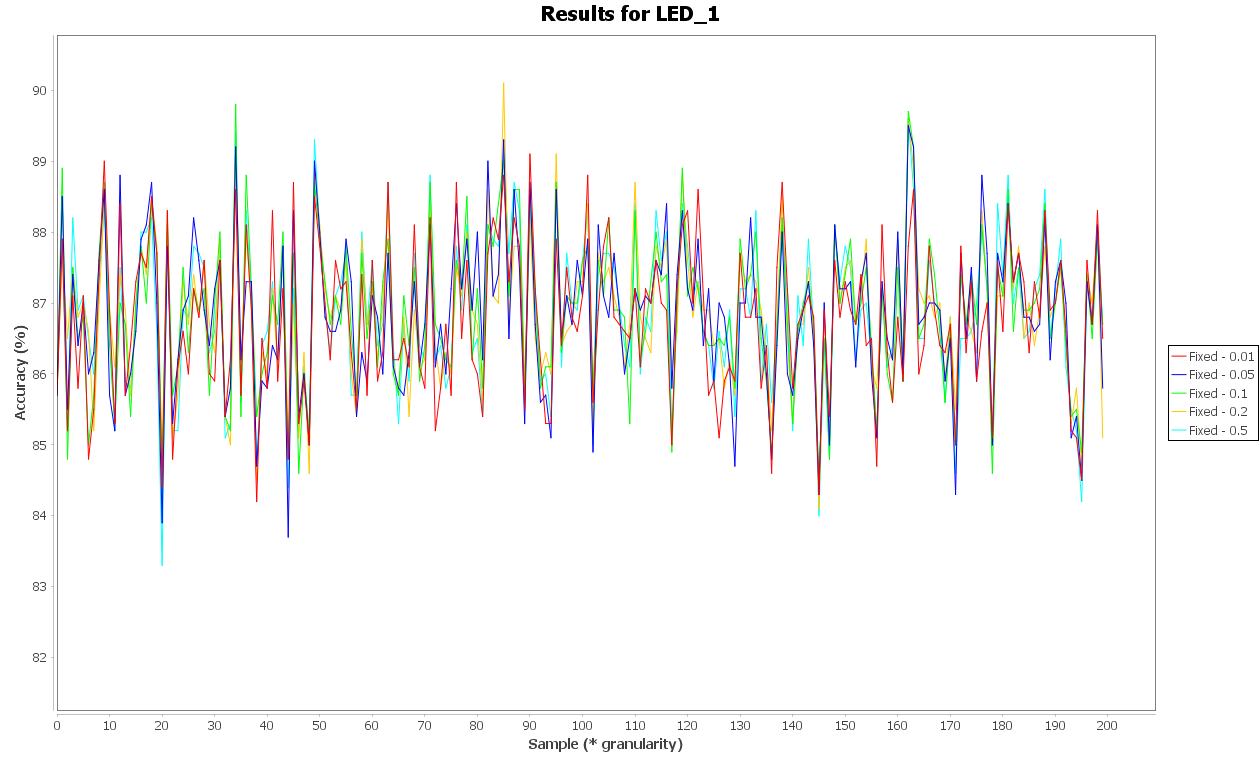 Results for LED_1
90
89
88
87
86
85
84
83
82
Accuracy (%)
0 10 20 30 40 50 60 70 80 90 100 110 120 130 140 150 160 170 180 190 200
Sample (* granularity)
Fixed - 0.01
Fixed - 0.05
Fixed - 0.1
Fixed - 0.2
Fixed - 0.5